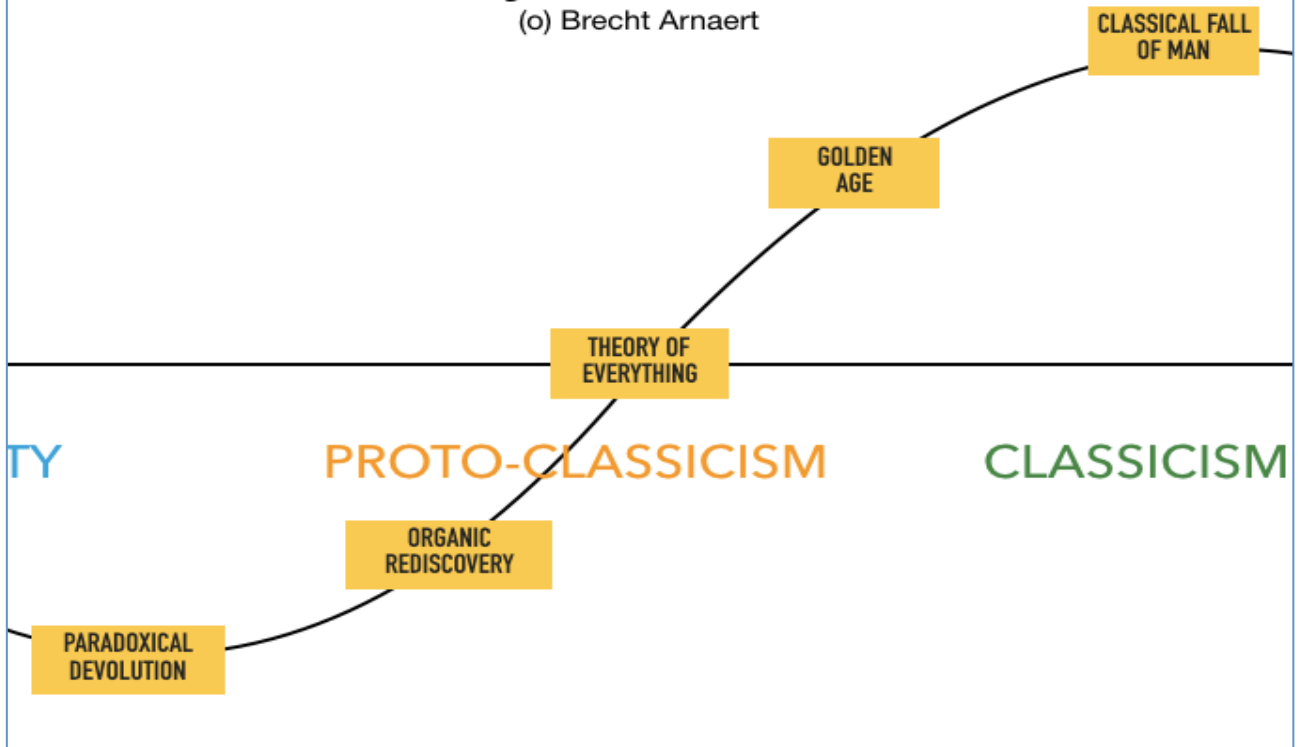 (o) Brecht Arnaert
CLASSICAL FALL
OF MAN
GOLDEN
AGE
THEORY OF
EVERYTHING
TY
PROTO-CLASSICISM
CLASSICISM
ORGANIC
REDISCOVERY
PARADOXICAL
DEVOLUTION